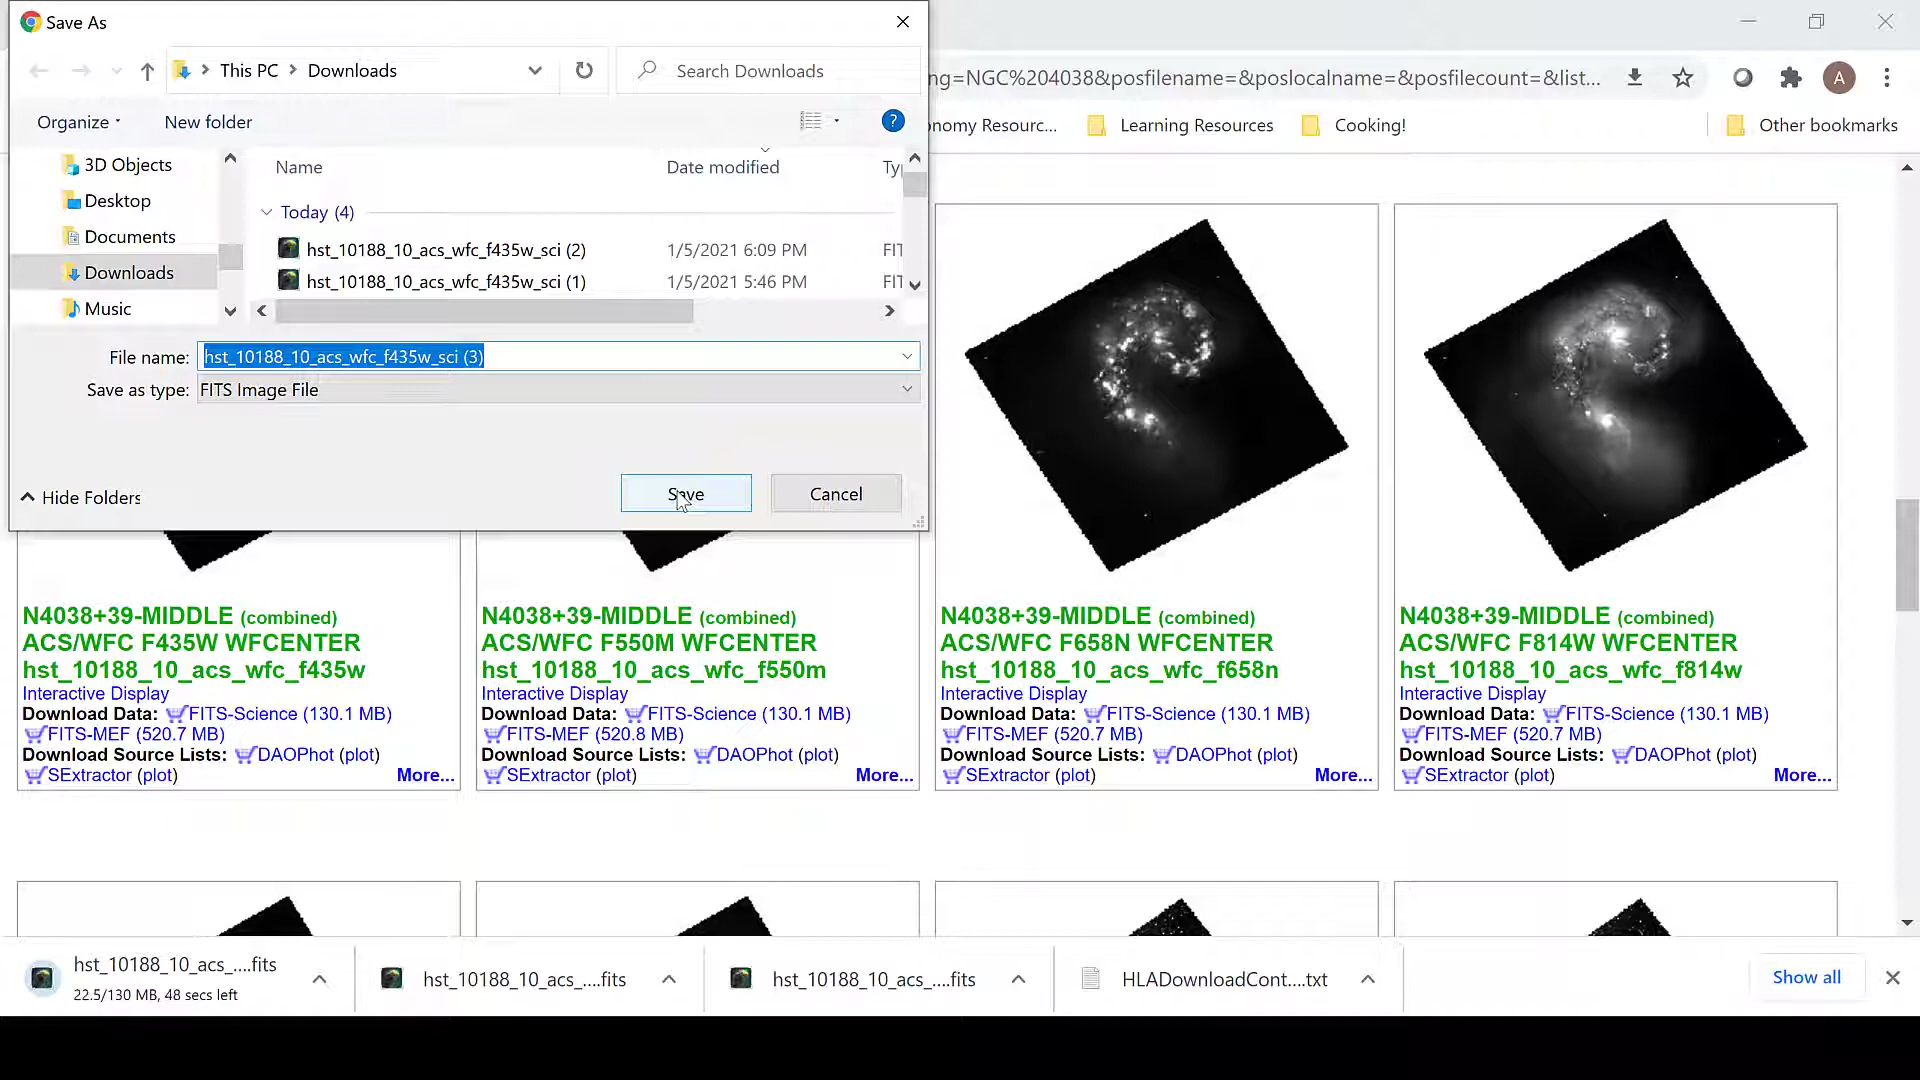 Save As
This PC
Downloads
Search Downloads
ng=NGC%204038&posfilename=&poslocalname=&posfilecount=&list...
A
Organize
New folder
?
onomy Resourc...
Learning Resources
Cooking!
Other bookmarks
3D Objects
Desktop
Documents
Downloads
Music
Name
Date modified
Ty
Today (4)
hst_10188_10_acs_wfc_f435w_sci (2)
1/5/2021 6:09 PM
FIT
hst_10188_10_acs_wfc_f435w_sci (1)
1/5/2021 5:46 PM
FIT
File name:
hst_10188_10_acs_wfc_f435w_sci (3)
Save as type:
FITS Image File
Hide Folders
Save
Cancel
N4038+39-MIDDLE (combined)
ACS/WFC F435W WFCENTER
hst_10188_10_acs_wfc_f435w
Interactive Display
Download Data: FITS-Science (130.1 MB)
FITS-MEF (520.7 MB)
Download Source Lists: DAOPhot (plot)
SExtractor (plot)
More...
N4038+39-MIDDLE (combined)
ACS/WFC F550M WFCENTER
hst_10188_10_acs_wfc_f550m
Interactive Display
Download Data: FITS-Science (130.1 MB)
FITS-MEF (520.8 MB)
Download Source Lists: DAOPhot (plot)
SExtractor (plot)
More...
N4038+39-MIDDLE (combined)
ACS/WFC F658N WFCENTER
hst_10188_10_acs_wfc_f658n
Interactive Display
Download Data: FITS-Science (130.1 MB)
FITS-MEF (520.7 MB)
Download Source Lists: DAOPhot (plot)
SExtractor (plot)
More...
N4038+39-MIDDLE (combined)
ACS/WFC F814W WFCENTER
hst_10188_10_acs_wfc_f814w
Interactive Display
Download Data: FITS-Science (130.1 MB)
FITS-MEF (520.7 MB)
Download Source Lists: DAOPhot (plot)
SExtractor (plot)
More...
hst_10188_10_acs_....fits
22.5/130 MB, 48 secs left
hst_10188_10_acs_....fits
hst_10188_10_acs_....fits
HLADownloadCont....txt
Show all